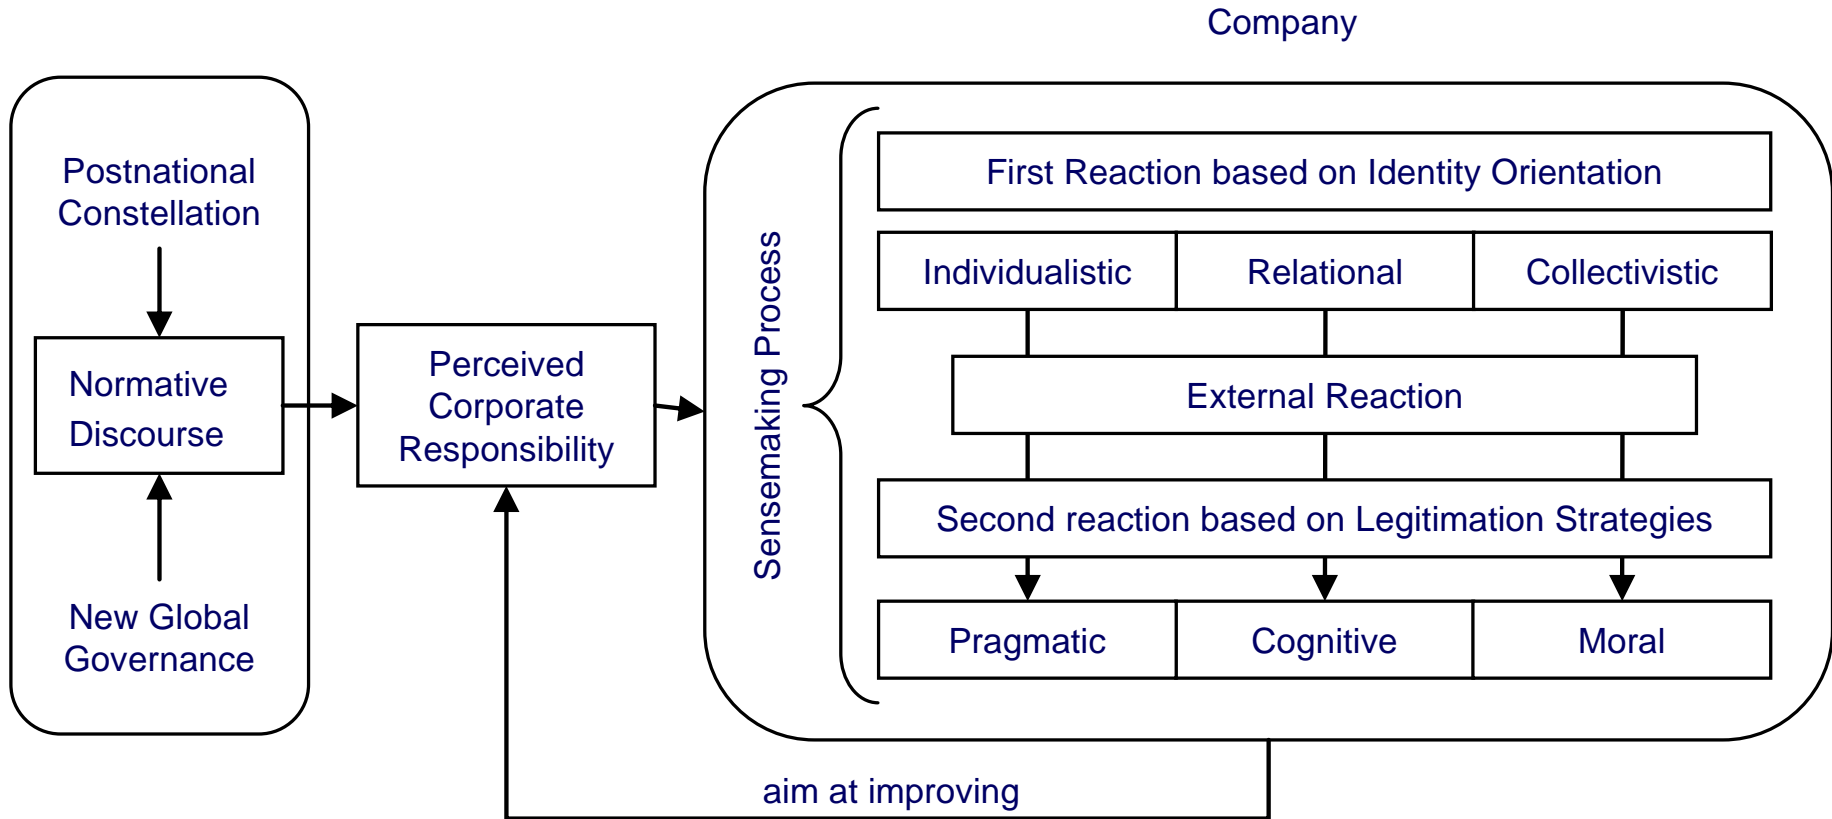 Company
Postnational
Constellation
Normative
Discourse
New Global
Governance
Perceived
Corporate
Responsibility
Sensemaking Process
First Reaction based on Identity Orientation
Individualistic
Relational
Collectivistic
External Reaction
Second reaction based on Legitimation Strategies
Pragmatic
Cognitive
Moral
aim at improving